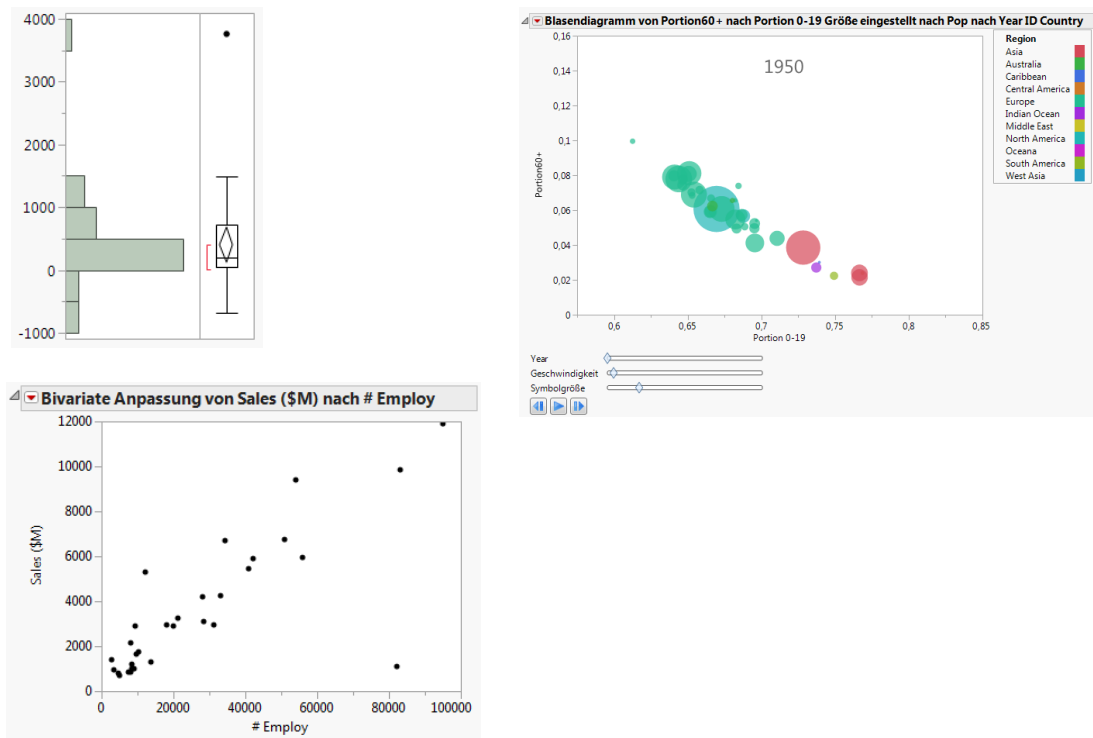 4000
3000
2000
1000
0
-1000
Blasendiagramm von Portion60+ nach Portion 0-19 Größe eingestellt nach Pop nach Year ID Country
0,16
0,14
0,12
0,1
0,08
0,06
0,04
0,02
0
Portion60+
1950
0,6 0,65 0,7 0,75 0,8 0,85
Portion 0-19
Region
Asia
Australia
Caribbean
Central America
Europe
Indian Ocean
Middle East
North America
Oceana
South America
West Asia
Year
Geschwindigkeit
Symbolgröße
Bivariate Anpassung von Sales ($M) nach # Employ
12000
10000
8000
6000
4000
2000
0
Sales ($M)
0 20000 40000 60000 80000 100000
# Employ